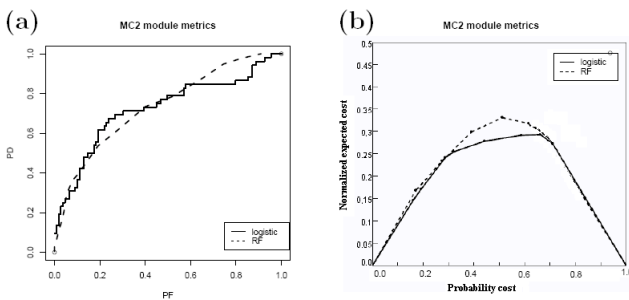 (a)
MC2 module metrics
1.0
0.8
0.6
0.4
0.2
0.0
PD
logistic
RF
0.0 0.2 0.4 0.6 0.8 1.0
PF
(b)
MC2 module metrics
0.5
0.45
0.4
0.35
0.3
0.25
0.2
0.15
0.1
0.05
0.0
Normalized expected cost
logistic
RF
0.0 0.2 0.4 0.6 0.8
Probability cost